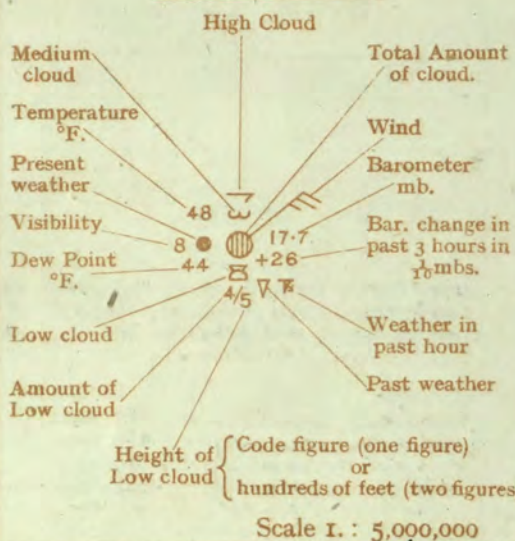 High Cloud
Medium
cloud
Total Amount
of cloud.
Temperature
°F.
Wind
Present
weather
Barometer
mb.
48
Visibility
8
17·7
Bar. change in
past 3 hours in
1/10 mbs.
+26
Dew Point
°F.
44
4/5
Low cloud
Weather in
past hour
Amount of
Low cloud
Past weather
Height of
Low cloud
Code figure (one figure)
or
hundreds of feet (two figures
Scale 1. : 5,000,000